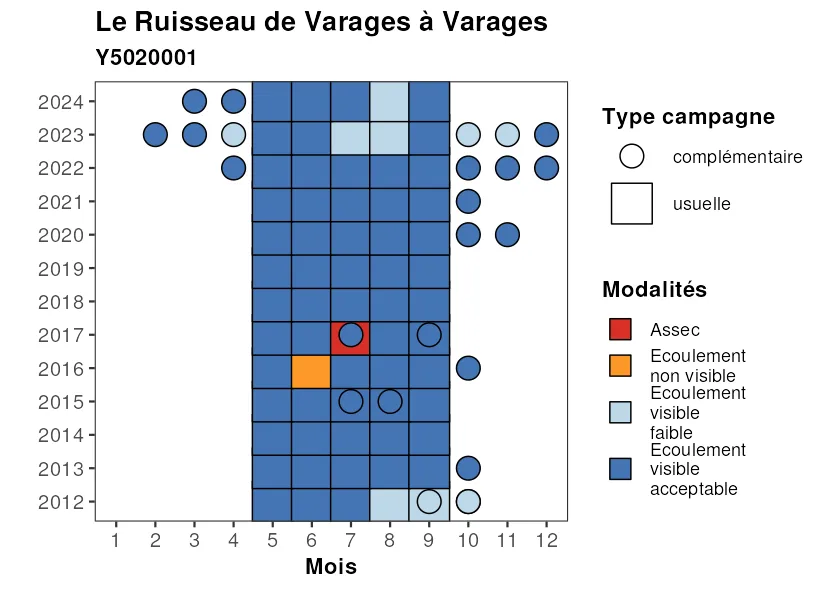 Le Ruisseau de Varages à Varages
Y5020001
2024
2023
2022
2021
2020
2019
2018
2017
2016
2015
2014
2013
2012
1 2 3 4 5 6 7 8 9 10 11 12
Mois
Type campagne
complémentaire
usuelle
Modalités
Assec
Ecoulement
non visible
Ecoulement
visible
faible
Ecoulement
visible
acceptable